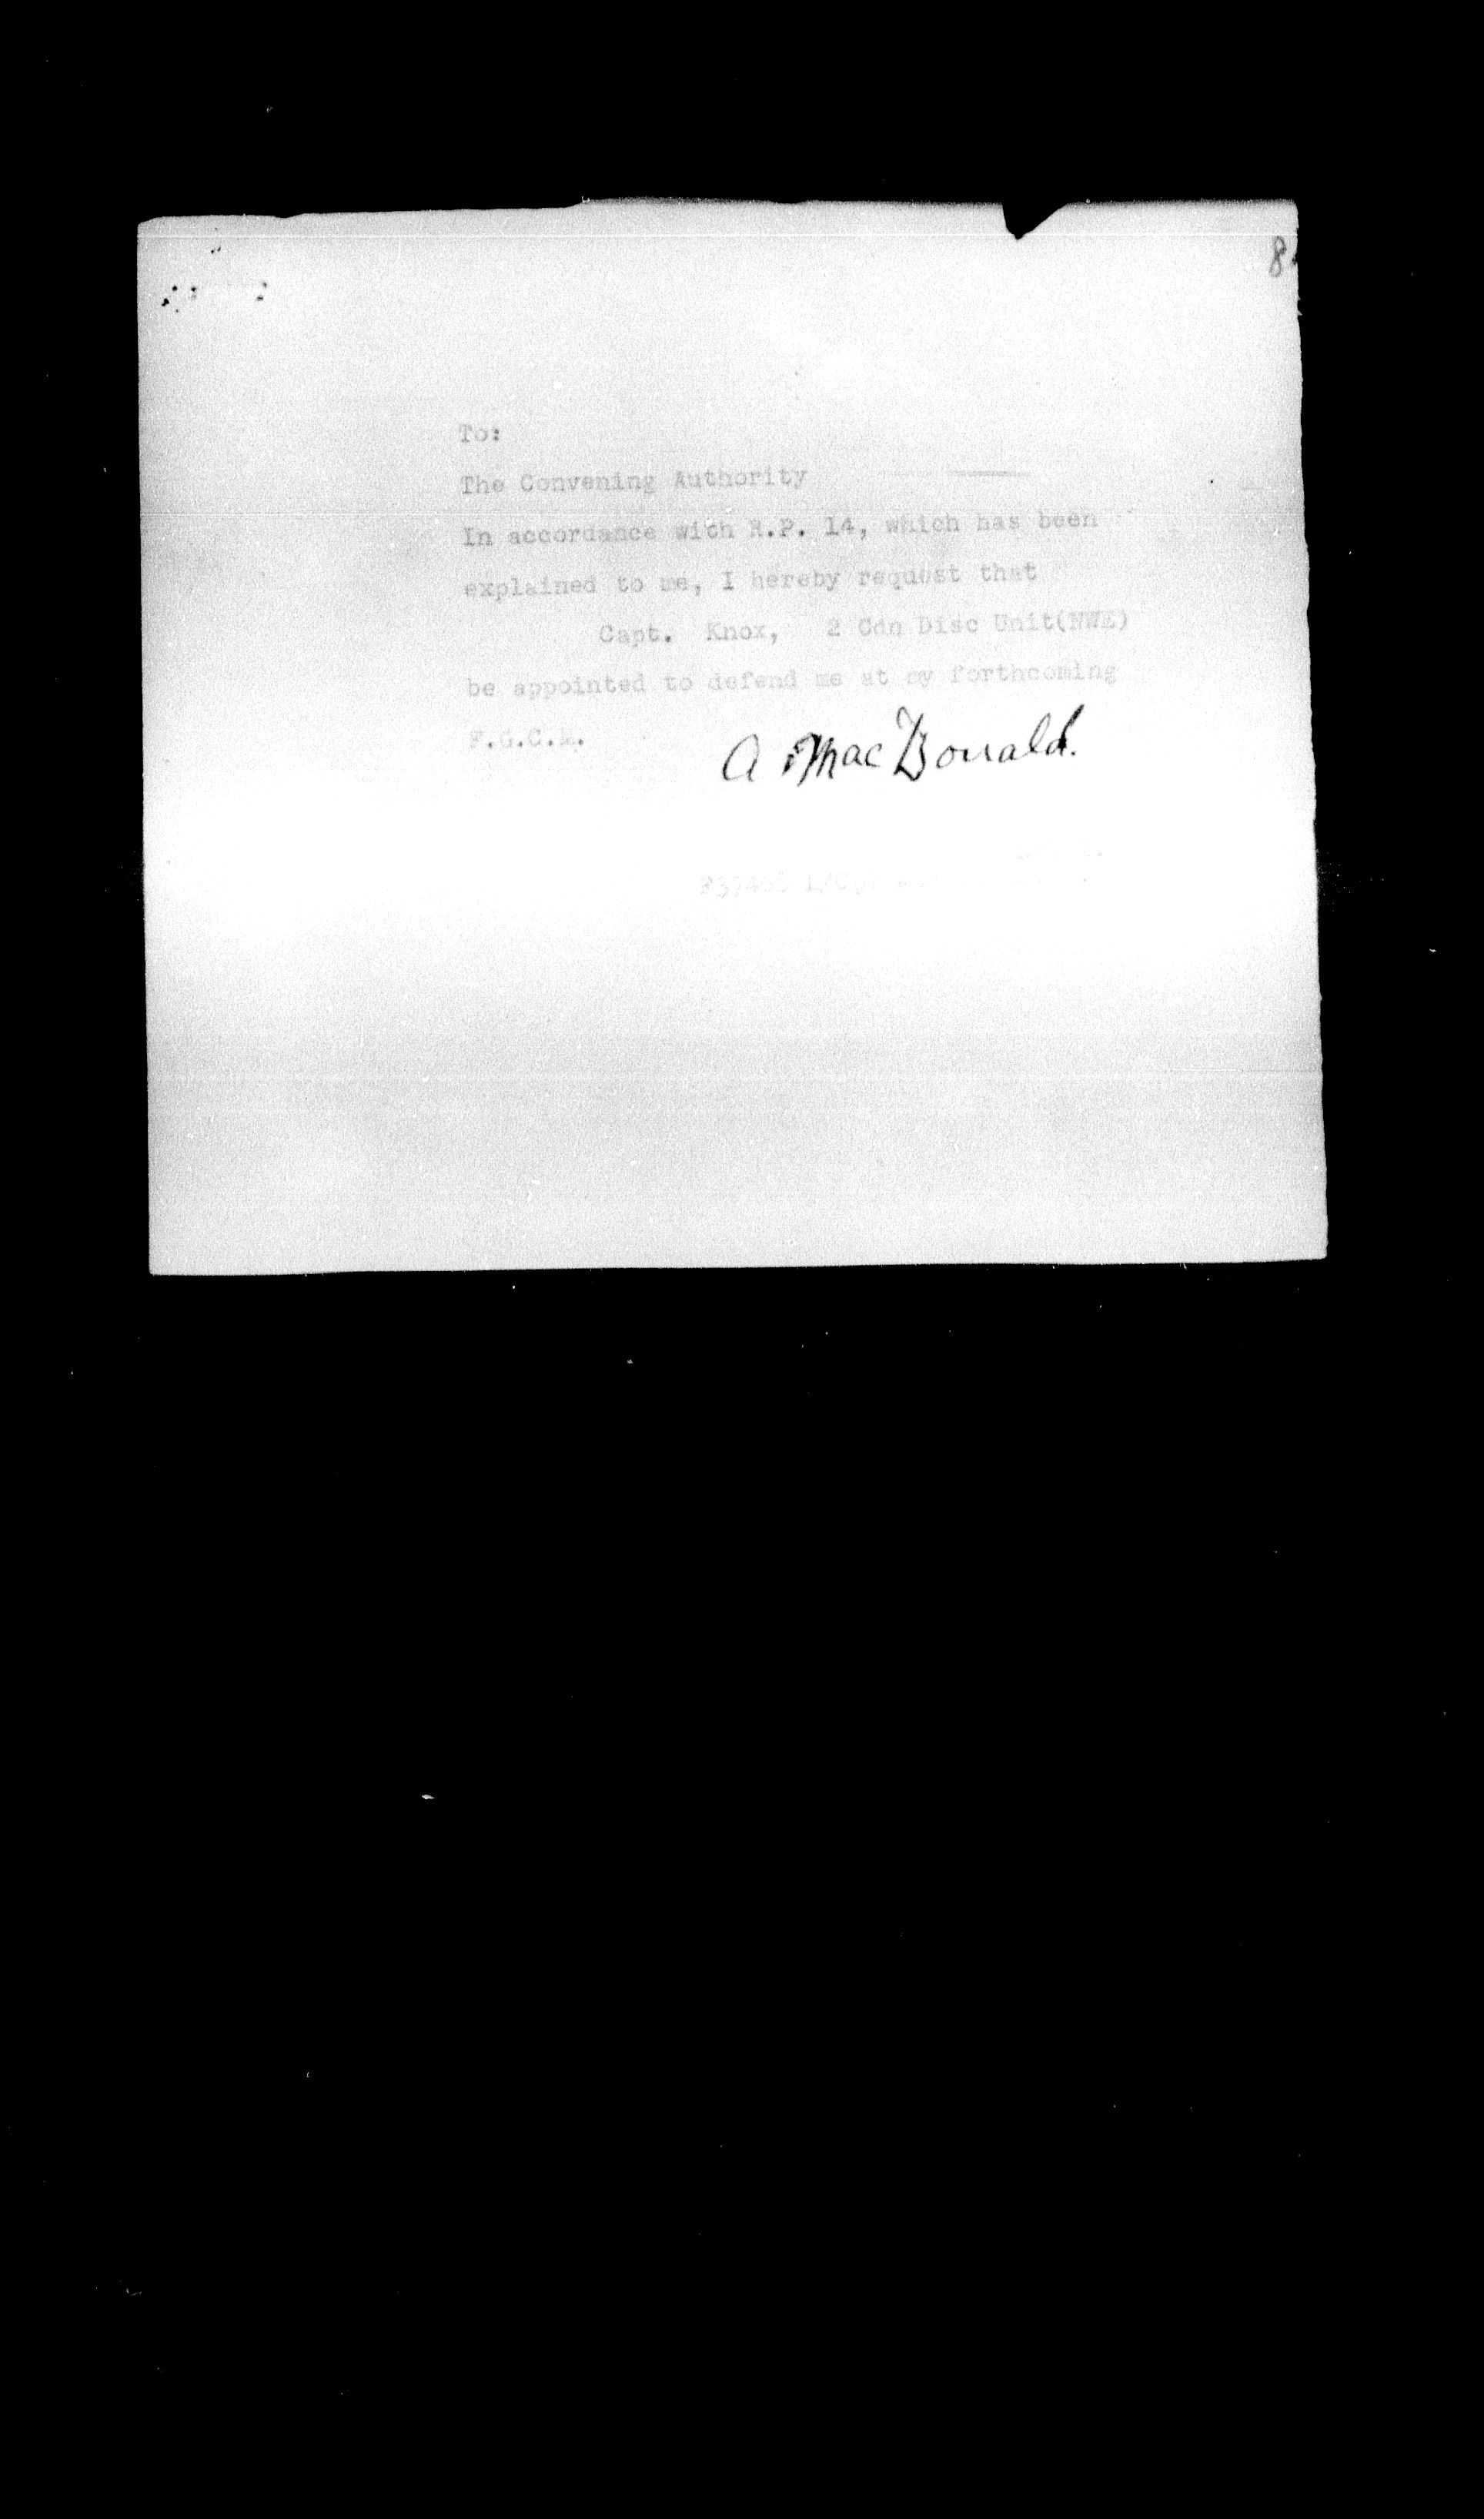 8
To:
The Convening Authority
In accordance with R.P. 14, which has been
explained to me, I hereby request that
Capt. Knox, 2 Cdn Disc Unit(NWE)
be appointed to defend me at my forthcoming
F.G.C.M.
A MacDonald.
L/Cpl